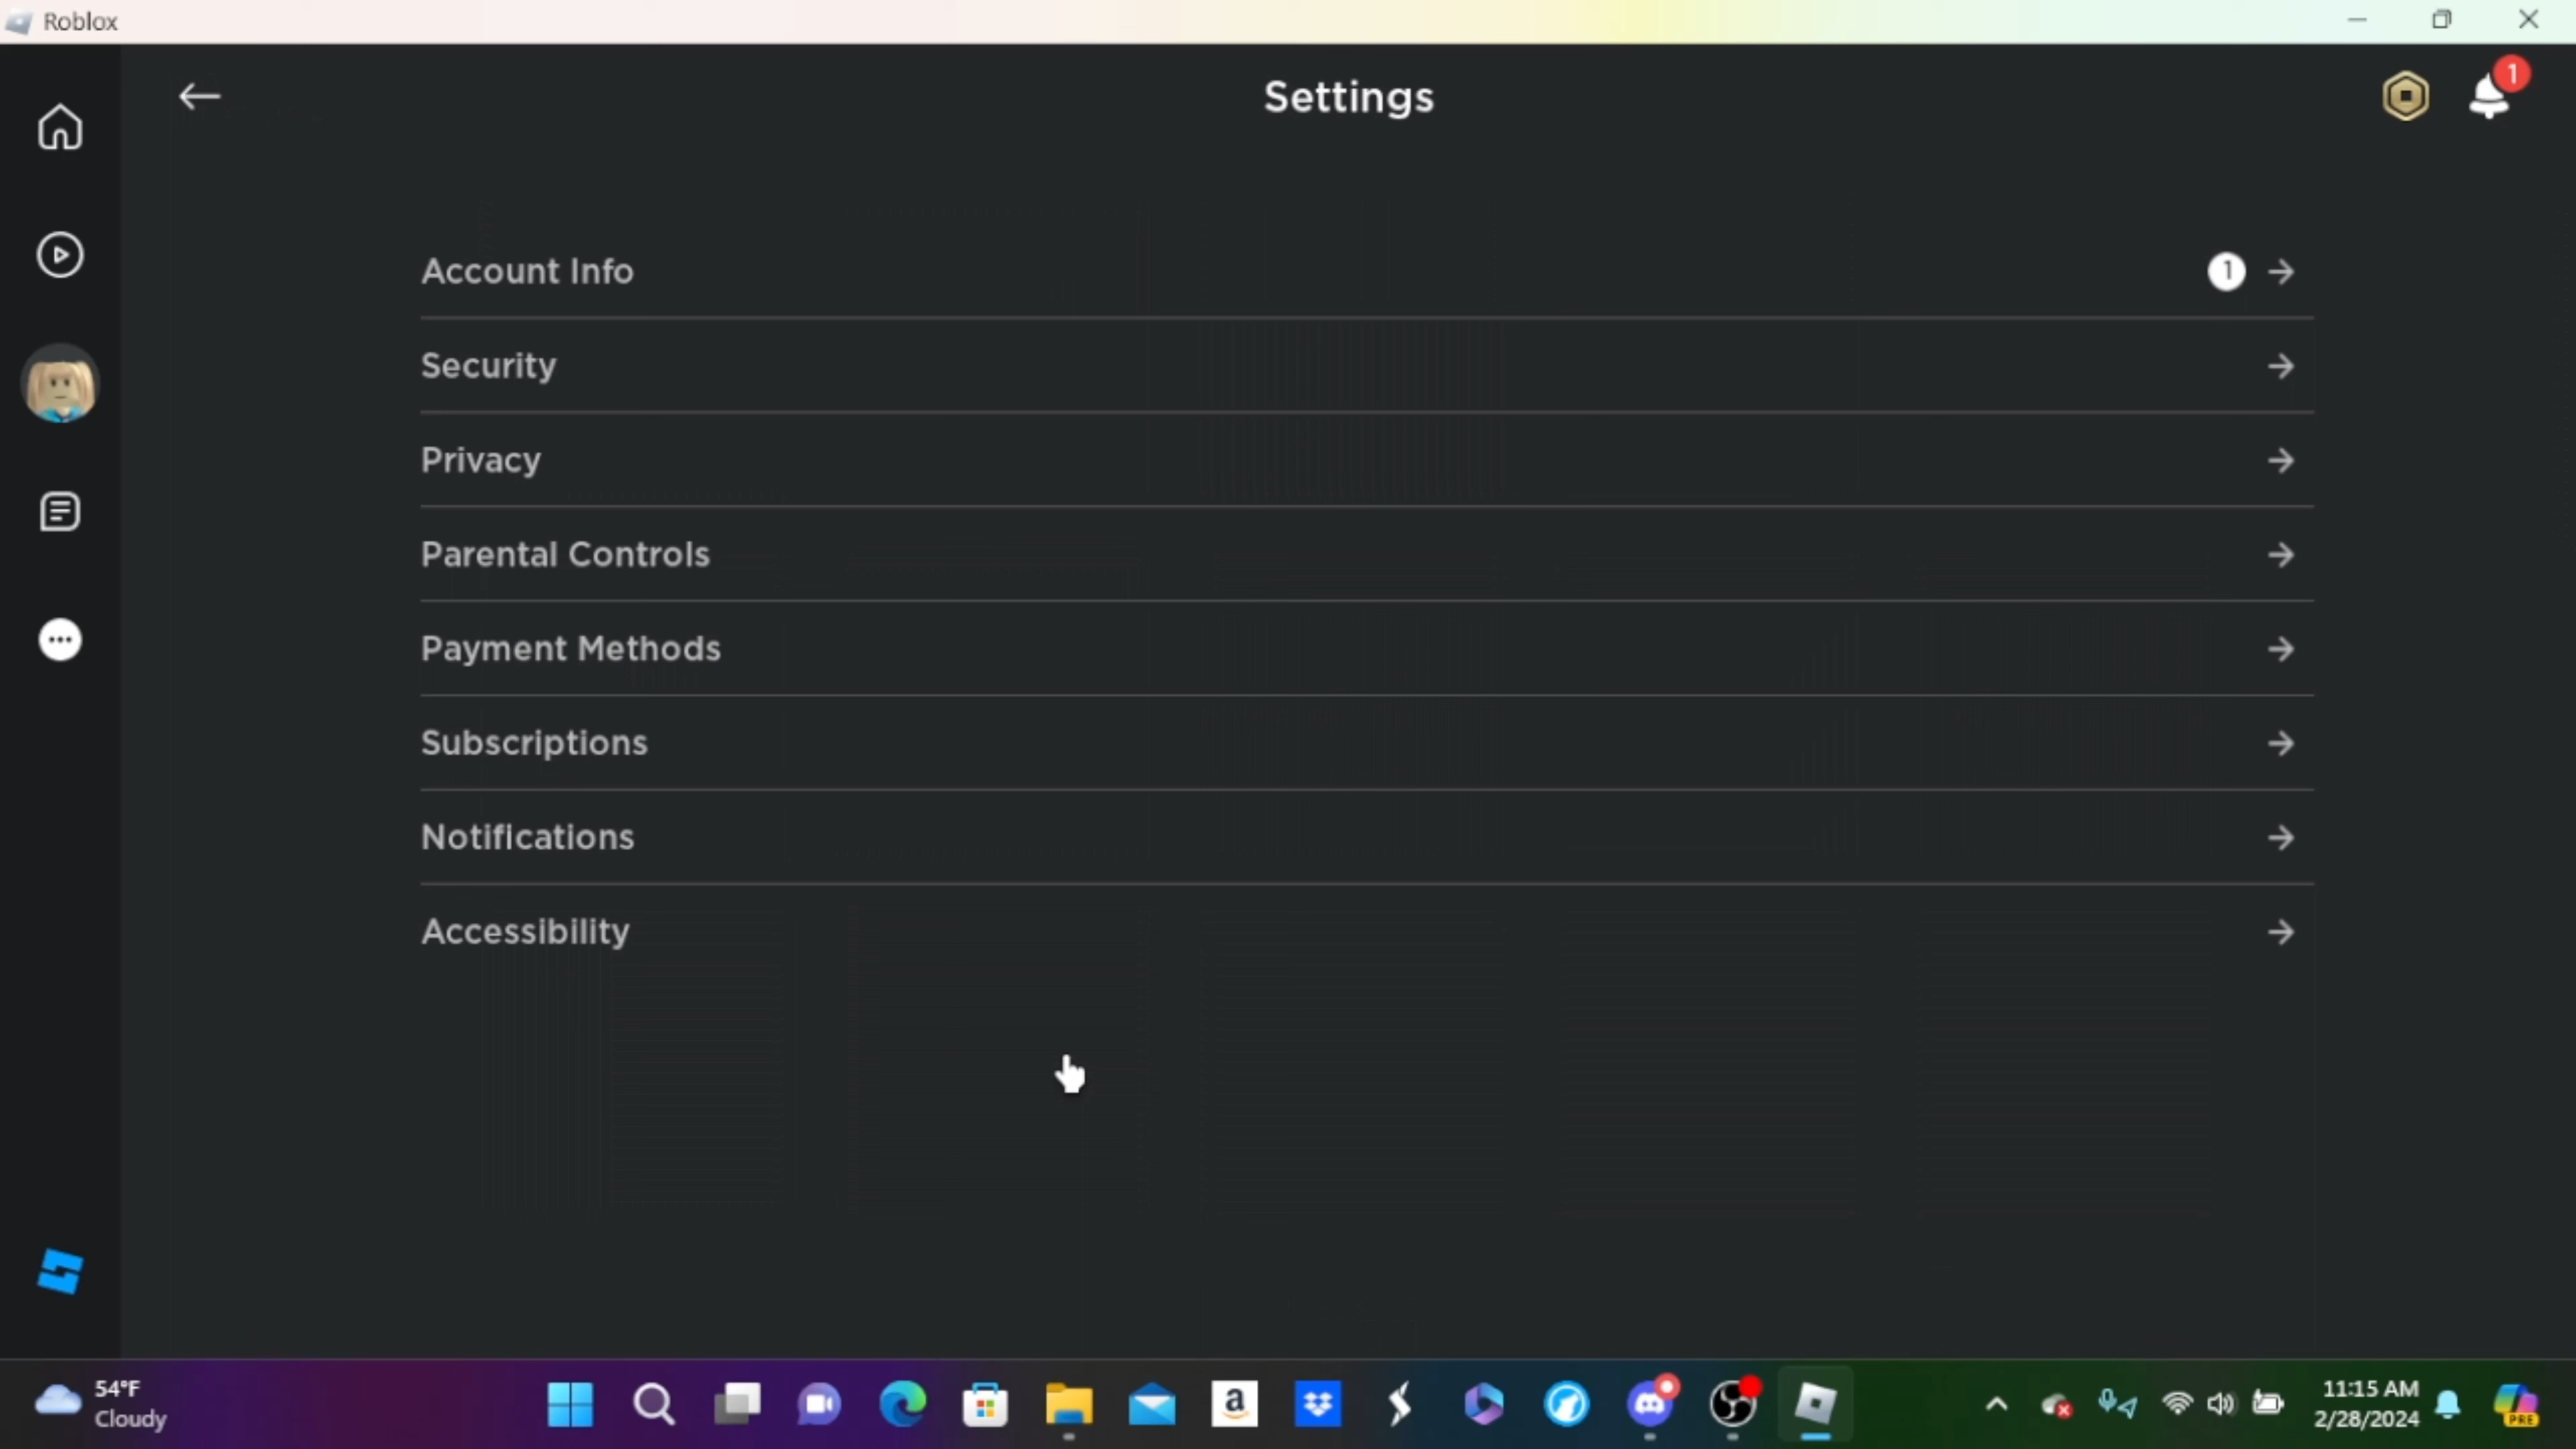 Roblox
Settings
1
Account Info
1
Security
Privacy
Parental Controls
Payment Methods
Subscriptions
Notifications
Accessibility
54°F
Cloudy
a
11:15 AM
2/28/2024
PRE